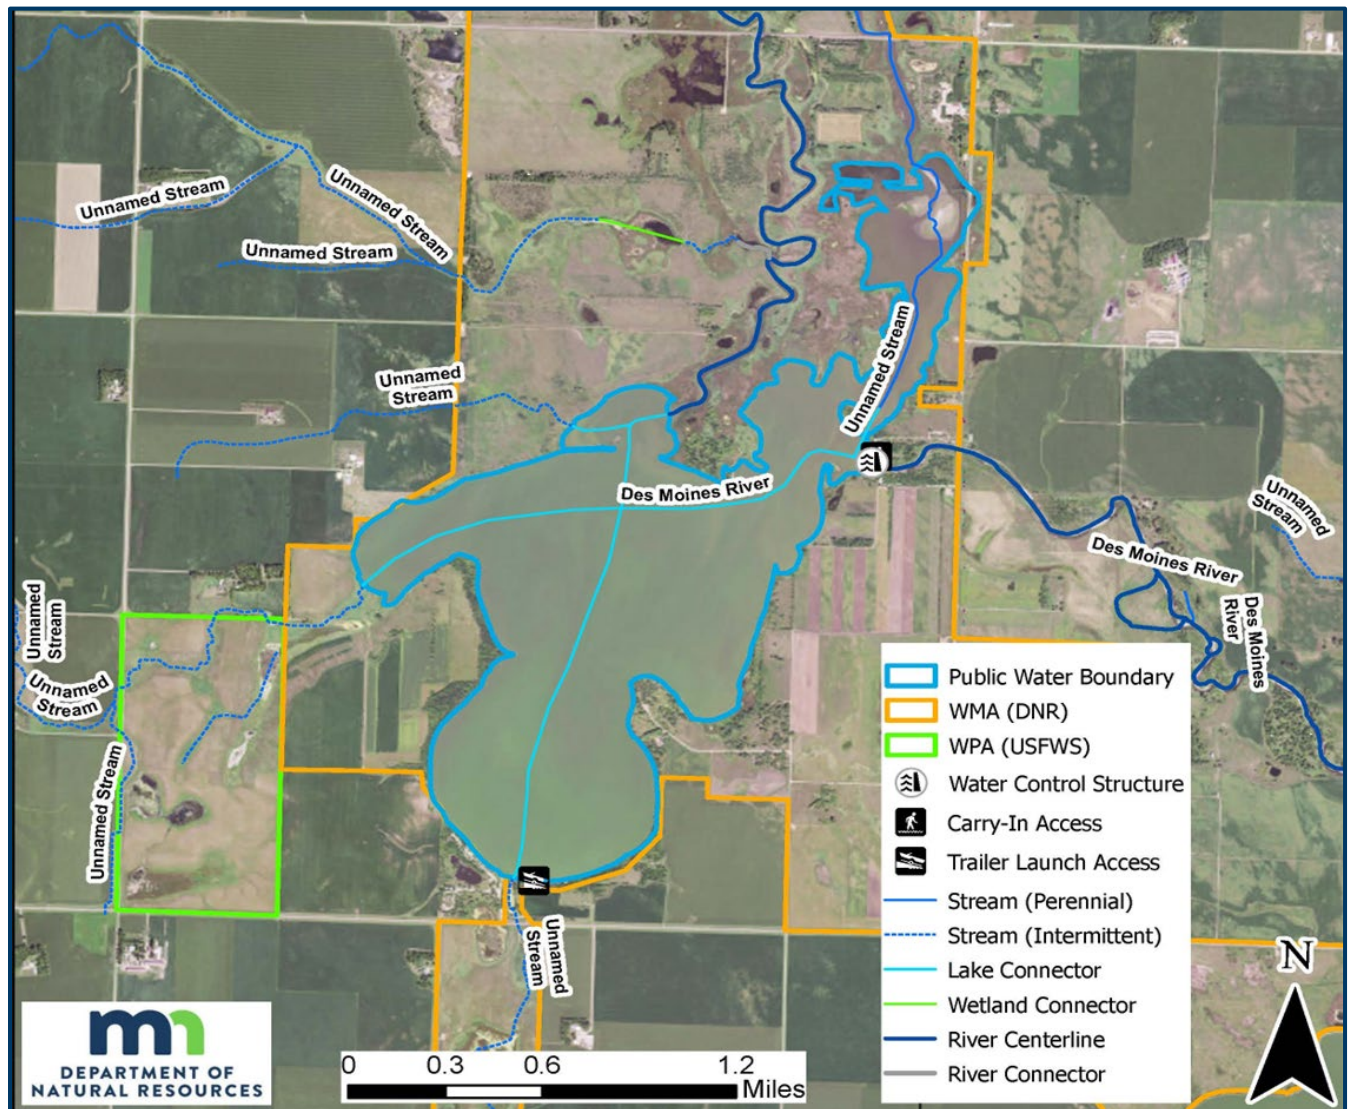 Unnamed Stream
Unnamed Stream
Unnamed Stream
Unnamed
Stream
Unnamed Stream
Des Moines River
Unnamed
Stream
Des Moines River
Des Moines
River
Unnamed
Stream
Unnamed
Stream
Unnamed Stream
Unnamed
Stream
Public Water Boundary
WMA (DNR)
WPA (USFWS)
Water Control Structure
Carry-In Access
Trailer Launch Access
Stream (Perennial)
Stream (Intermittent)
Lake Connector
Wetland Connector
River Centerline
River Connector
N
mn
DEPARTMENT OF
NATURAL RESOURCES
0 0.3 0.6 1.2
Miles